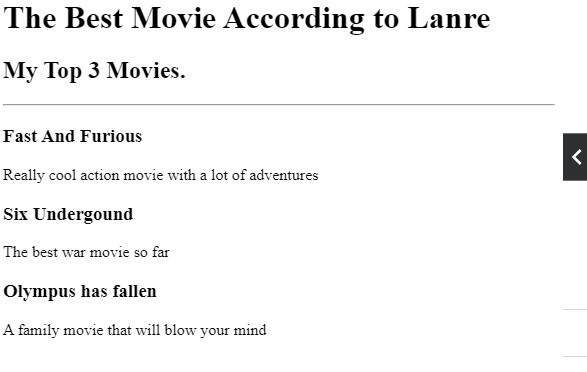 The Best Movie According to Lanre
My Top 3 Movies.
Fast And Furious
Really cool action movie with a lot of adventures
Six Undergound
The best war movie so far
Olympus has fallen
A family movie that will blow your mind